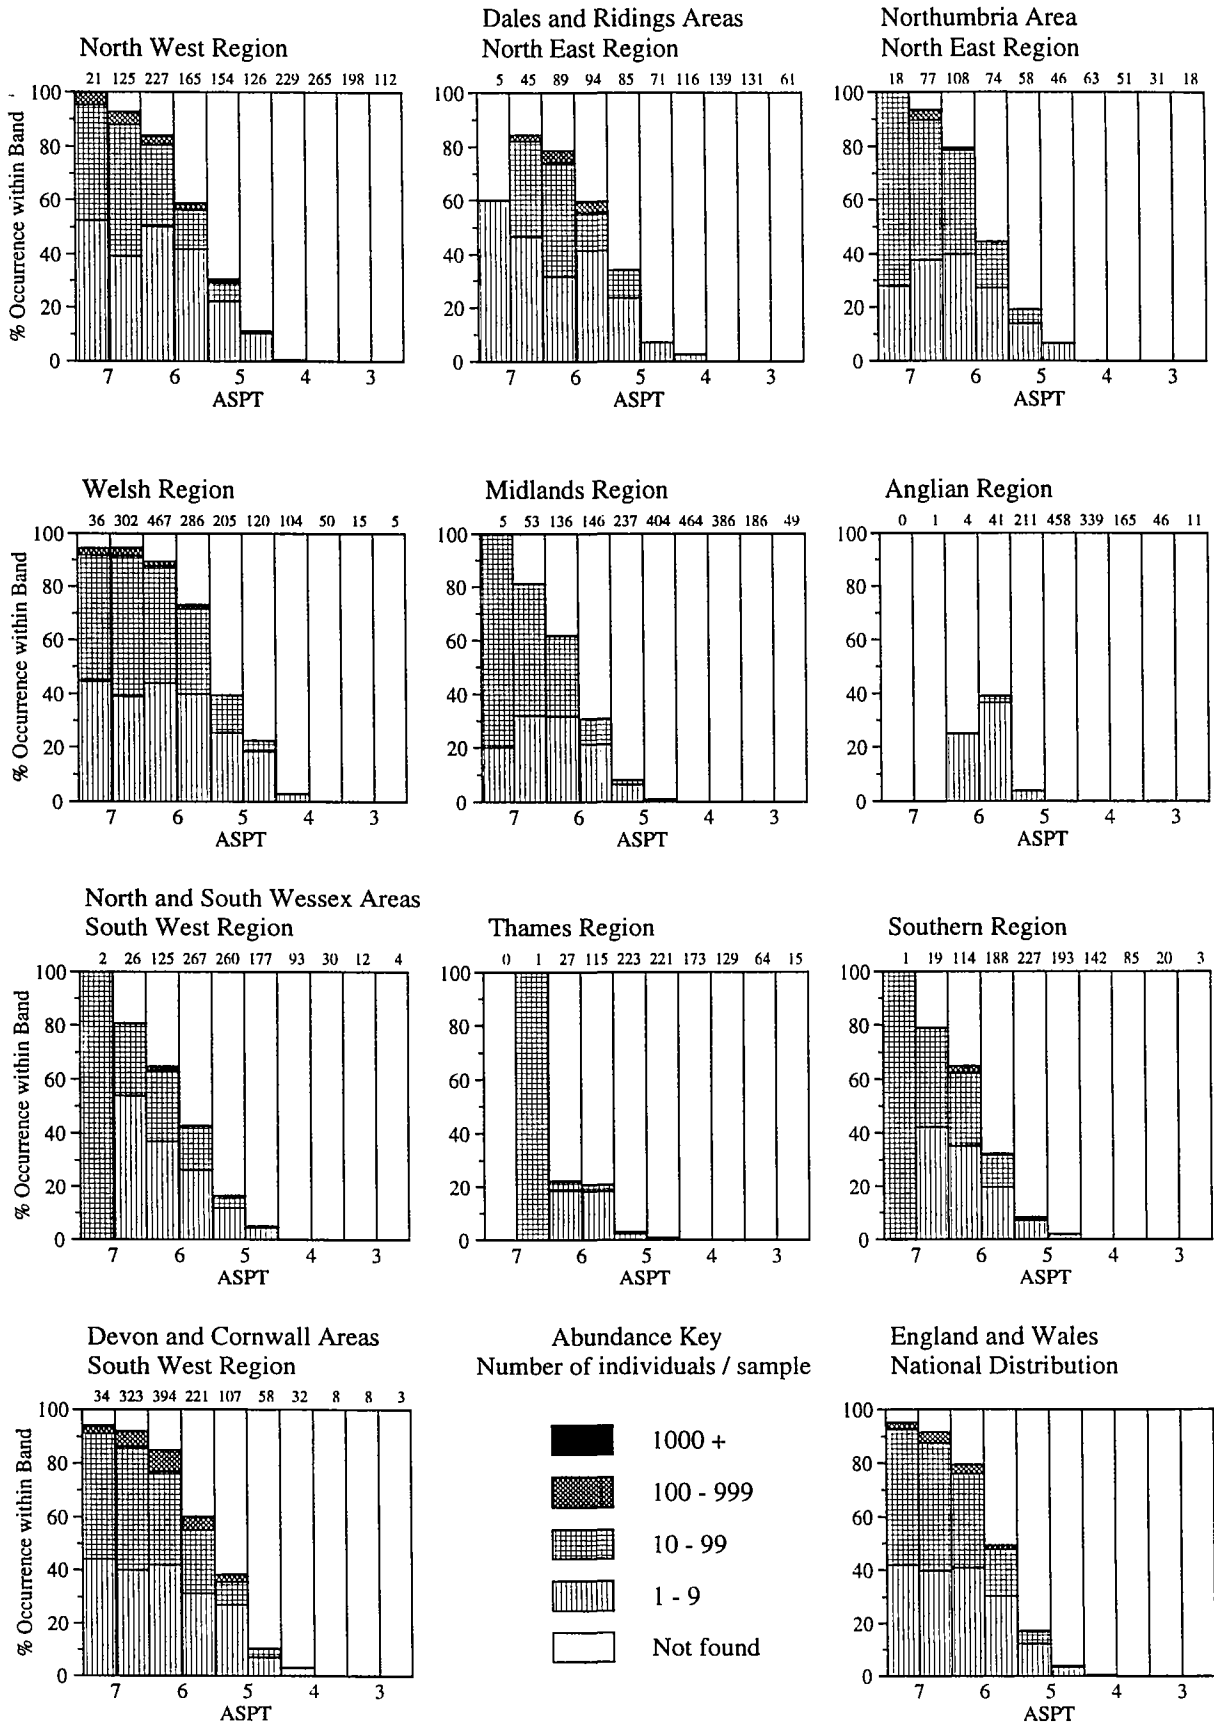 North West Region
21 125 227 165 154 126 229 265 198 112
% Occurrence within Band
100
80
60
40
20
0
7 6 5 4 3
ASPT
Dales and Ridings Areas
North East Region
5 45 89 94 85 71 116 139 131 61
100
80
60
40
20
0
7 6 5 4 3
ASPT
Northumbria Area
North East Region
18 77 108 74 58 46 63 51 31 18
100
80
60
40
20
0
7 6 5 4 3
ASPT
Welsh Region
36 302 467 286 205 120 104 50 15 5
% Occurrence within Band
100
80
60
40
20
0
7 6 5 4 3
ASPT
Midlands Region
5 53 136 146 237 404 464 386 186 49
100
80
60
40
20
0
7 6 5 4 3
ASPT
Anglian Region
0 1 4 41 211 458 339 165 46 11
100
80
60
40
20
0
7 6 5 4 3
ASPT
North and South Wessex Areas
South West Region
2 26 125 267 260 177 93 30 12 4
% Occurrence within Band
100
80
60
40
20
0
7 6 5 4 3
ASPT
Thames Region
0 1 27 115 223 221 173 129 64 15
100
80
60
40
20
0
7 6 5 4 3
ASPT
Southern Region
1 19 114 188 227 193 142 85 20 3
100
80
60
40
20
0
7 6 5 4 3
ASPT
Devon and Cornwall Areas
South West Region
34 323 394 221 107 58 32 8 8 3
% Occurrence within Band
100
80
60
40
20
0
7 6 5 4 3
ASPT
Abundance Key
Number of individuals / sample
1000 +
100 - 999
10 - 99
1 - 9
Not found
England and Wales
National Distribution
100
80
60
40
20
0
7 6 5 4 3
ASPT